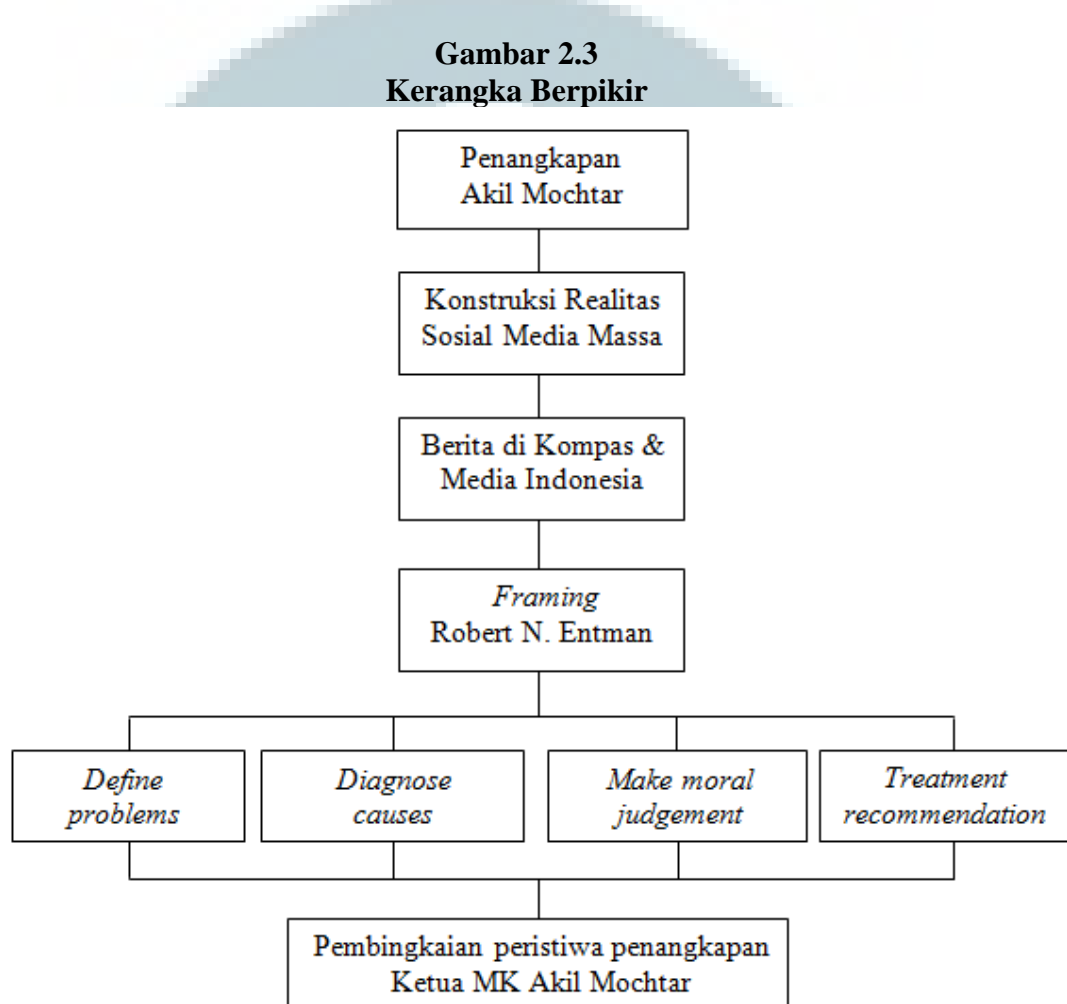 Gambar 2.3
Kerangka Berpikir
Penangkapan
Akil Mochtar
Konstruksi Realitas
Sosial Media Massa
Berita di Kompas &
Media Indonesia
Framing
Robert N. Entman
Define
problems
Diagnose
causes
Make moral
judgement
Treatment
recommendation
Pembingkaian peristiwa penangkapan
Ketua MK Akil Mochtar